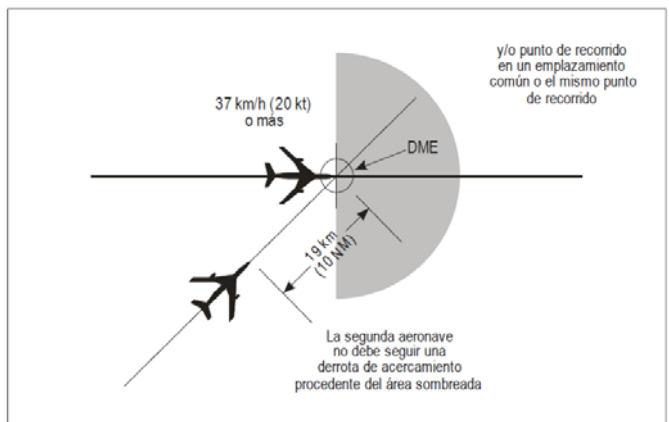 y/o punto de recorrido
en un emplazamiento
común o el mismo punto
de recorrido
37 km/h (20 kt)
o más
DME
19 km
(10 NM)
La segunda aeronave
no debe seguir una
derrota de acercamiento
procedente del área sombreada